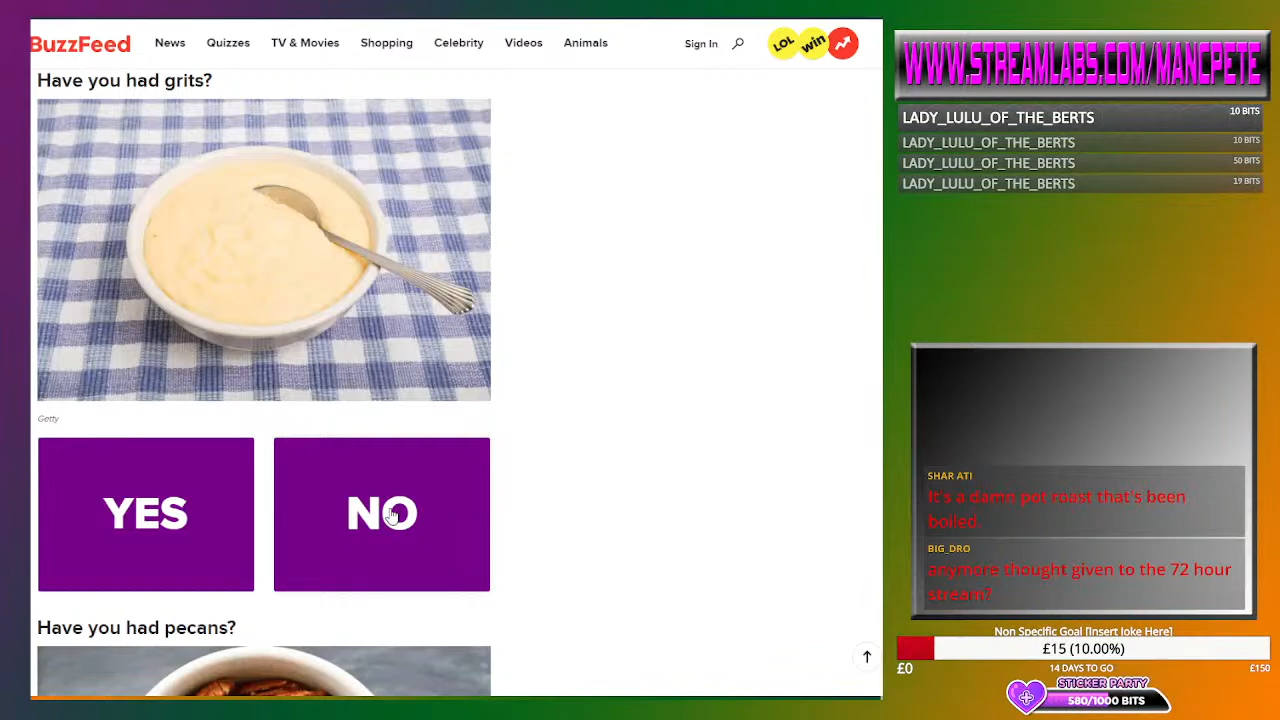 BuzzFeed
News
Quizzes
TV & Movies
Shopping
Celebrity
Videos
Animals
Sign In
LOL
win
Have you had grits?
Getty
YES
NO
Have you had pecans?
WWW.STREAMLABS.COM/MANCPETE
LADY_LULU_OF_THE_BERTS 10 BITS
LADY_LULU_OF_THE_BERTS 10 BITS
LADY_LULU_OF_THE_BERTS 50 BITS
LADY_LULU_OF_THE_BERTS 19 BITS
SHAR ATI
It's a damn pot roast that's been
boiled.
BIG_DRO
anymore thought given to the 72 hour
stream?
Non Specific Goal [Insert Joke Here]
£15 (10.00%)
£0 14 DAYS TO GO £150
STICKER PARTY
580/1000 BITS